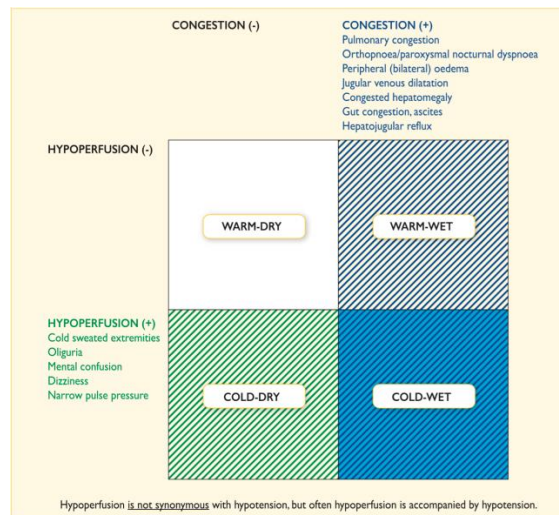 CONGESTION (-)
CONGESTION (+)
Pulmonary congestion
Orthopnoea/paroxysmal nocturnal dyspnoea
Peripheral (bilateral) oedema
Jugular venous dilatation
Congested hepatomegaly
Gut congestion, ascites
Hepatojugular reflux
HYPOPERFUSION (-)
WARM-DRY
WARM-WET
HYPOPERFUSION (+)
Cold sweated extremities
Oliguria
Mental confusion
Dizziness
Narrow pulse pressure
COLD-DRY
COLD-WET
Hypoperfusion is not synonymous with hypotension, but often hypoperfusion is accompanied by hypotension.